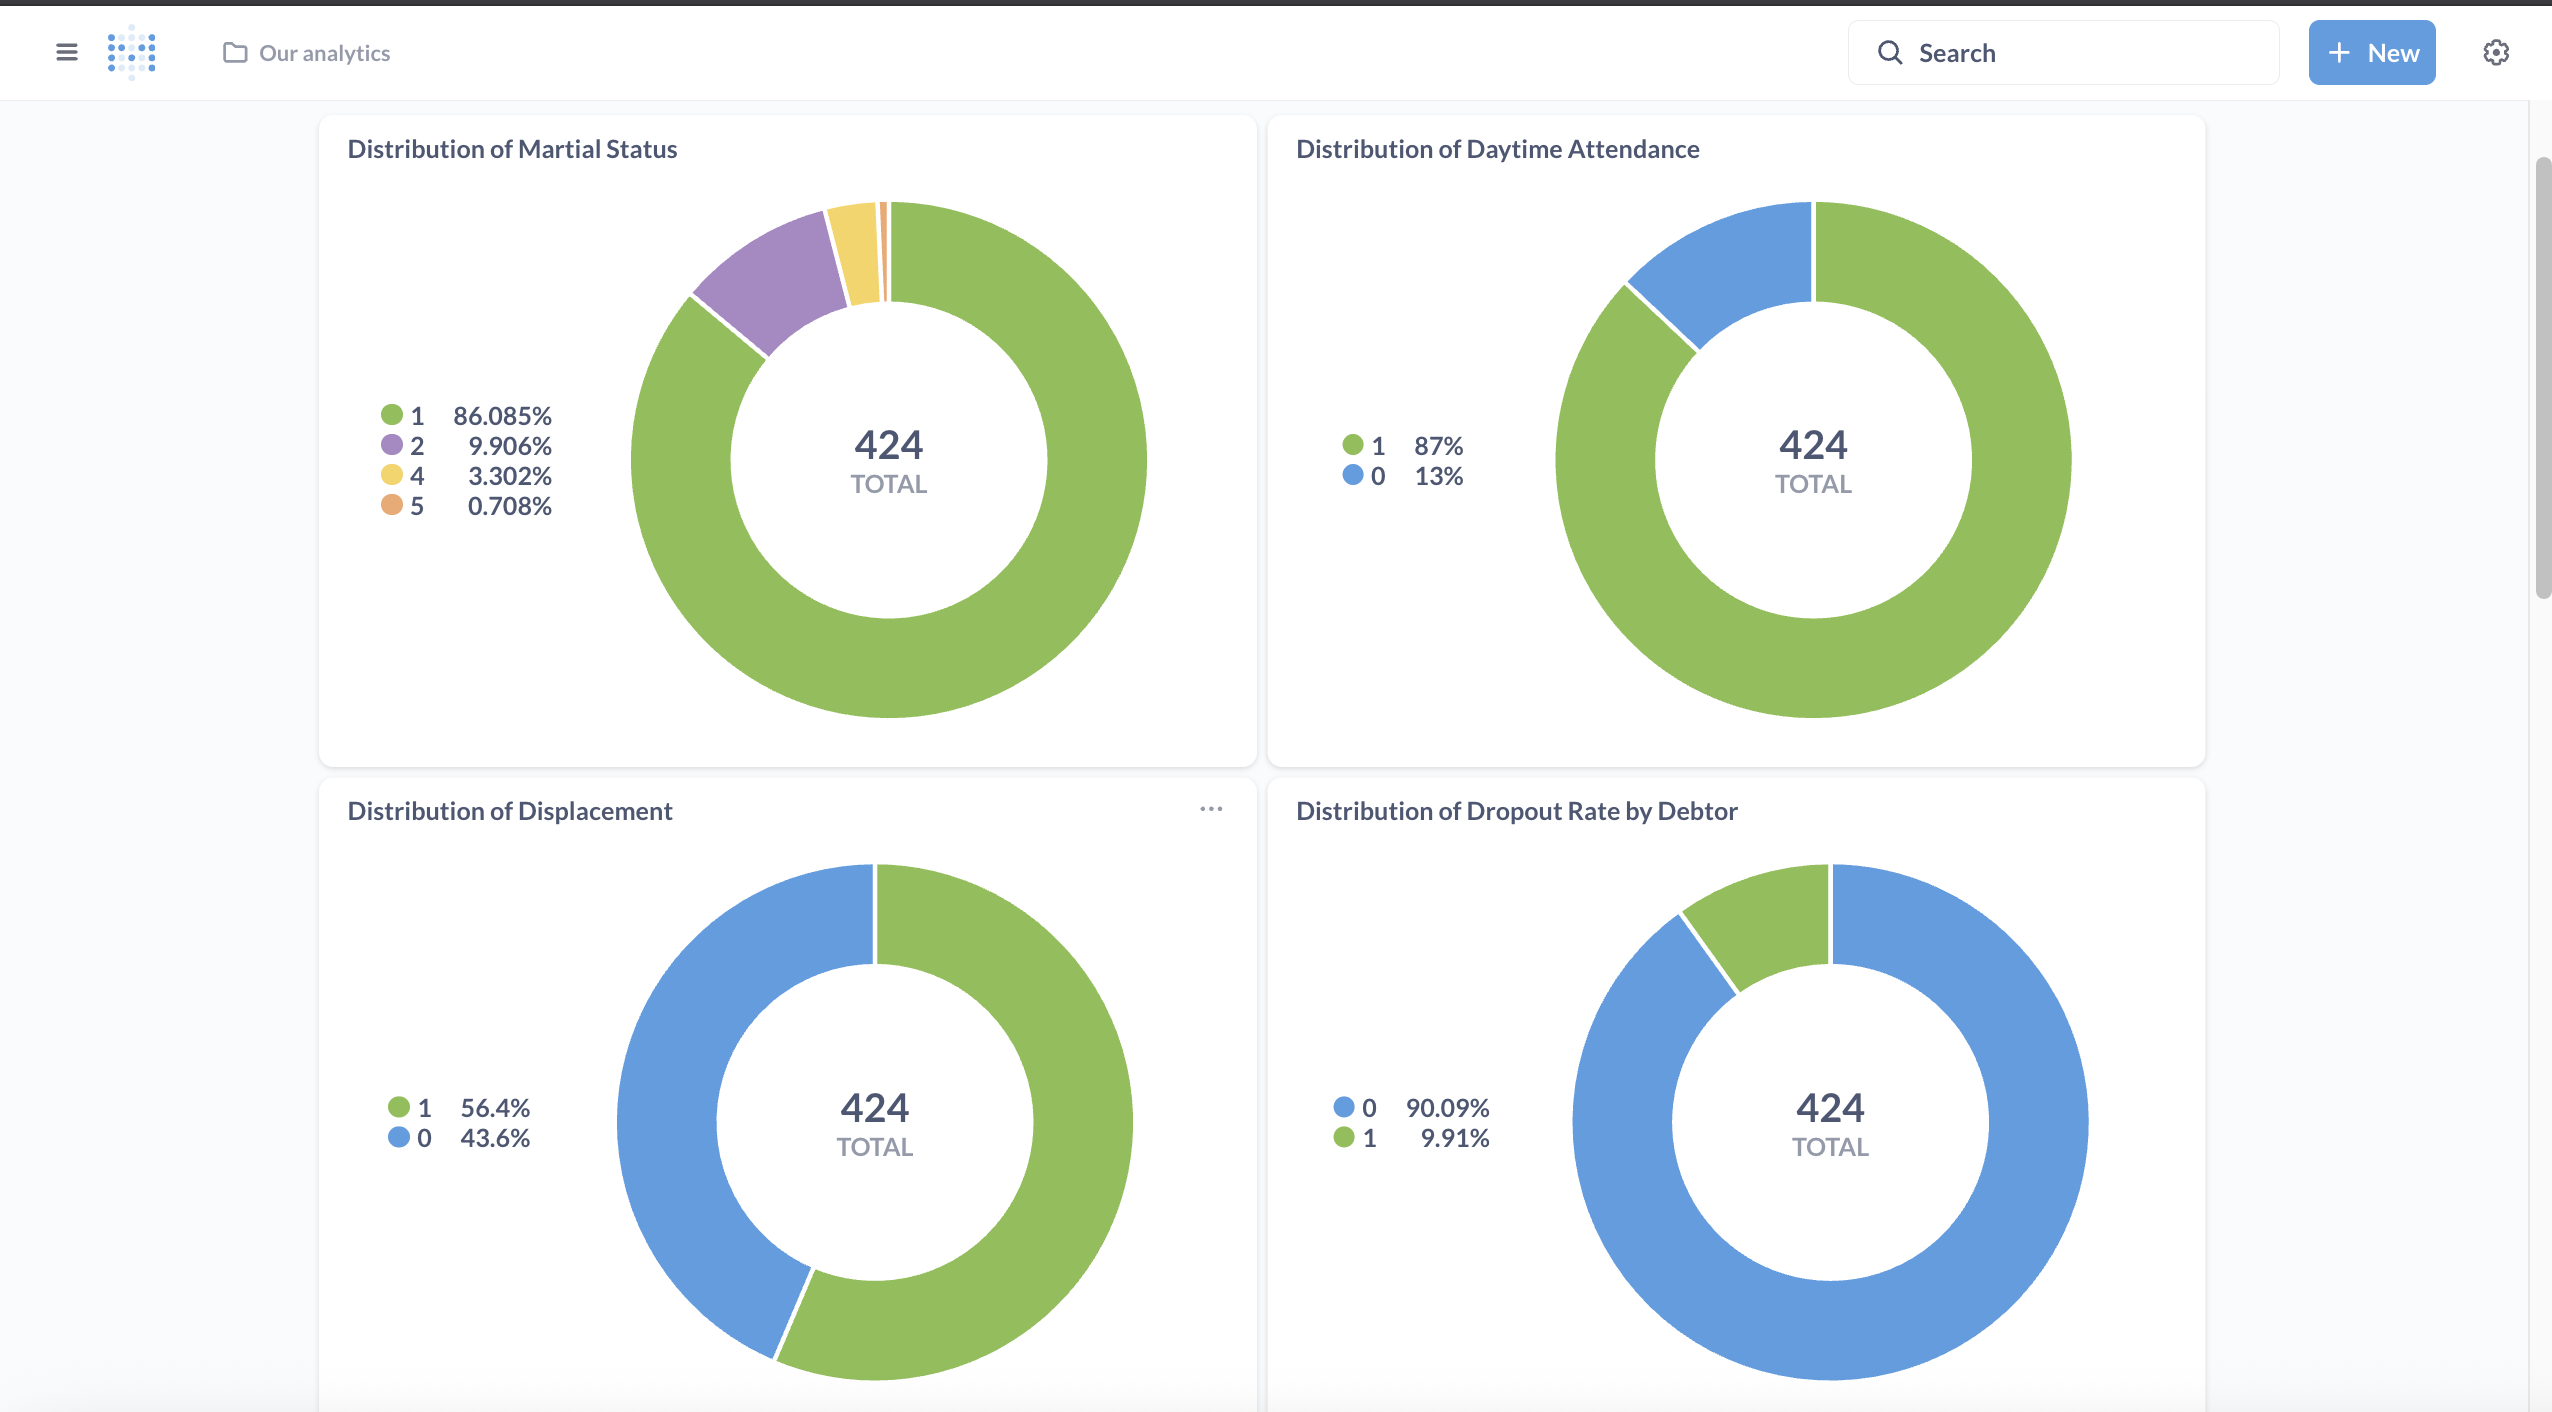 Our analytics
Search
+ New
Distribution of Martial Status
1 86.085%
2 9.906%
4 3.302%
5 0.708%
424
TOTAL
Distribution of Daytime Attendance
1 87%
0 13%
424
TOTAL
Distribution of Displacement
1 56.4%
0 43.6%
424
TOTAL
Distribution of Dropout Rate by Debtor
0 90.09%
1 9.91%
424
TOTAL